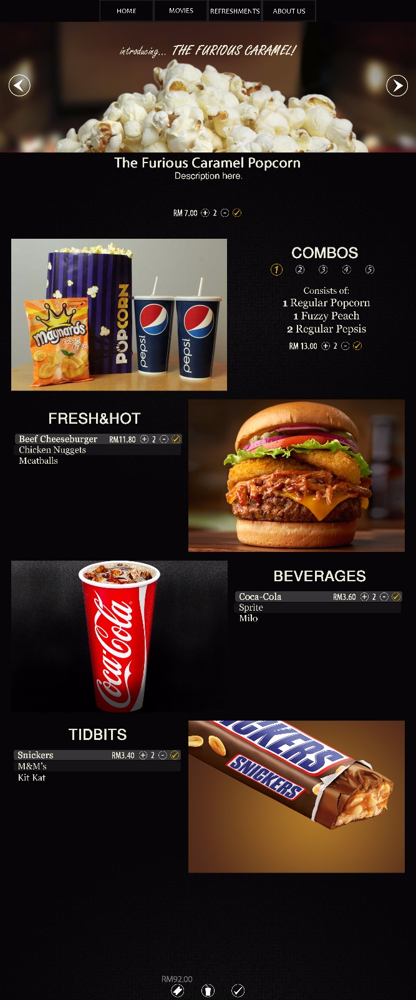 HOME MOVIES REFRESHMENTS ABOUT US
introducing... THE FURIOUS CARAMEL!
The Furious Caramel Popcorn
Description here.
RM 7.00 + 2 -
POPCORN
Maynards
Fuzzy
Peach
pepsi
pepsi
COMBOS
1 2 3 4 5
Consists of:
1 Regular Popcorn
1 Fuzzy Peach
2 Regular Pepsis
RM 13.00 + 2 -
FRESH&HOT
Beef Cheeseburger RM11.80 + 2 -
Chicken Nuggets
Meatballs
Coca-Cola
BEVERAGES
Coca-Cola RM3.60 + 2 -
Sprite
Milo
TIDBITS
Snickers RM3.40 + 2 -
M&M's
Kit Kat
ICKERS
SNICKERS
RM92.00